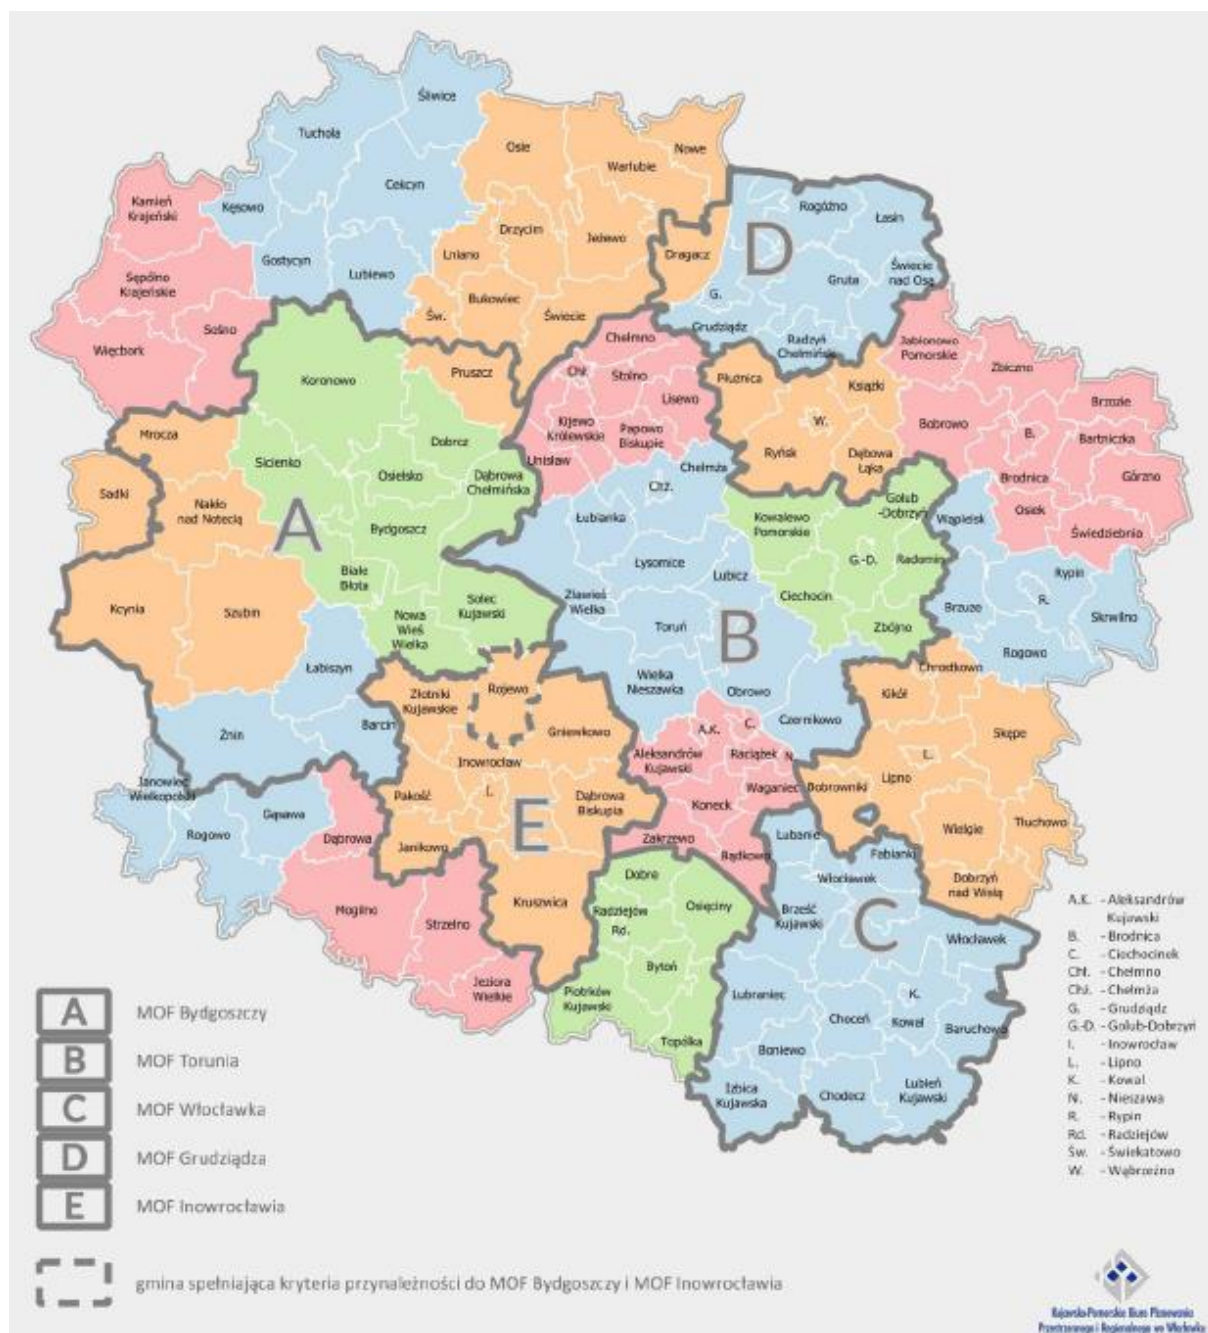 Śliwice
Tuchola
Osie
Nowe
Warlubie
Cekcyn
Kamień
Krajeński
Kęsowo
Rogóźno
Łasin
Drzycim
Jeżewo
Dragacz
D
Gostycyn
Lubiewo
Lniano
Świecie
nad Osą
Sępólno
Krajeńskie
Gruta
Bukowiec
G.
Św.
Świecie
Grudziądz
Sośno
Radzyń
Chełmiński
Chełmno
Jabłonowo
Pomorskie
Więcbork
Zbiczno
Chł.
Stolno
Pruszcz
Płużnica
Książki
Koronowo
Lisewo
Brzozie
Kijewo
Królewskie
Papowo
Biskupie
W.
Bobrowo
B.
Bartniczka
Mrocza
Dobrcz
Ryńsk
Dębowa
Łąka
Sicienko
Unisław
Chełmża
Osielsko
Dąbrowa
Chełmińska
Brodnica
Górzno
Sadki
Chż.
Golub
-Dobrzyń
Nakło
nad Notecią
Osiek
Łubianka
Kowalewo
Pomorskie
Wąpielsk
A
Bydgoszcz
Świedziebnia
Łysomice
G.-D.
Radomin
Białe
Błota
Lubicz
Rypin
Kcynia
Szubin
Solec
Kujawski
Zławieś
Wielka
Ciechocin
Brzuze
R.
Skrwilno
Nowa
Wieś
Wielka
Toruń
B
Zbójno
Rogowo
Łabiszyn
Wielka
Nieszawka
Chrostkowo
Złotniki
Kujawskie
Rojewo
Obrowo
Kikół
Czernikowo
Żnin
Barcin
Gniewkowo
A.K.
C.
Skępe
Inowrocław
Aleksandrów
Kujawski
Raciążek
N.
L.
Janowiec
Wielkopolski
Lipno
Pakość
I.
Dąbrowa
Biskupia
Waganiec
Bobrowniki
Koneck
Gąsawa
E
Rogowo
Dąbrowa
Janikowo
Zakrzewo
Lubanie
Wielgie
Tłuchowo
Bądkowo
Fabianki
Dobre
Włocławek
Dobrzyń
nad Wisłą
Mogilno
Kruszwica
Radziejów
Osięciny
Brześć
Kujawski
Strzelno
Rd.
C
Włocławek
Bytoń
Jeziora
Wielkie
Lubraniec
K.
Piotrków
Kujawski
Choceń
Kowal
Baruchowo
Topólka
Boniewo
Izbica
Kujawska
Chodecz
Lubień
Kujawski
A.K. - Aleksandrów
Kujawski
B. - Brodnica
C. - Ciechocinek
Chł. - Chełmno
Chż. - Chełmża
G. - Grudziądz
G.-D. - Golub-Dobrzyń
I. - Inowrocław
L. - Lipno
K. - Kowal
N. - Nieszawa
R. - Rypin
Rd. - Radziejów
Św. - Świekatowo
W. - Wąbrzeźno
A MOF Bydgoszczy
B MOF Torunia
C MOF Włocławka
D MOF Grudziądza
E MOF Inowrocławia
gmina spełniająca kryteria przynależności do MOF Bydgoszczy i MOF Inowrocławia
Kujawsko-Pomorskie Biuro Planowania
Przestrzennego i Regionalnego we Włocławku